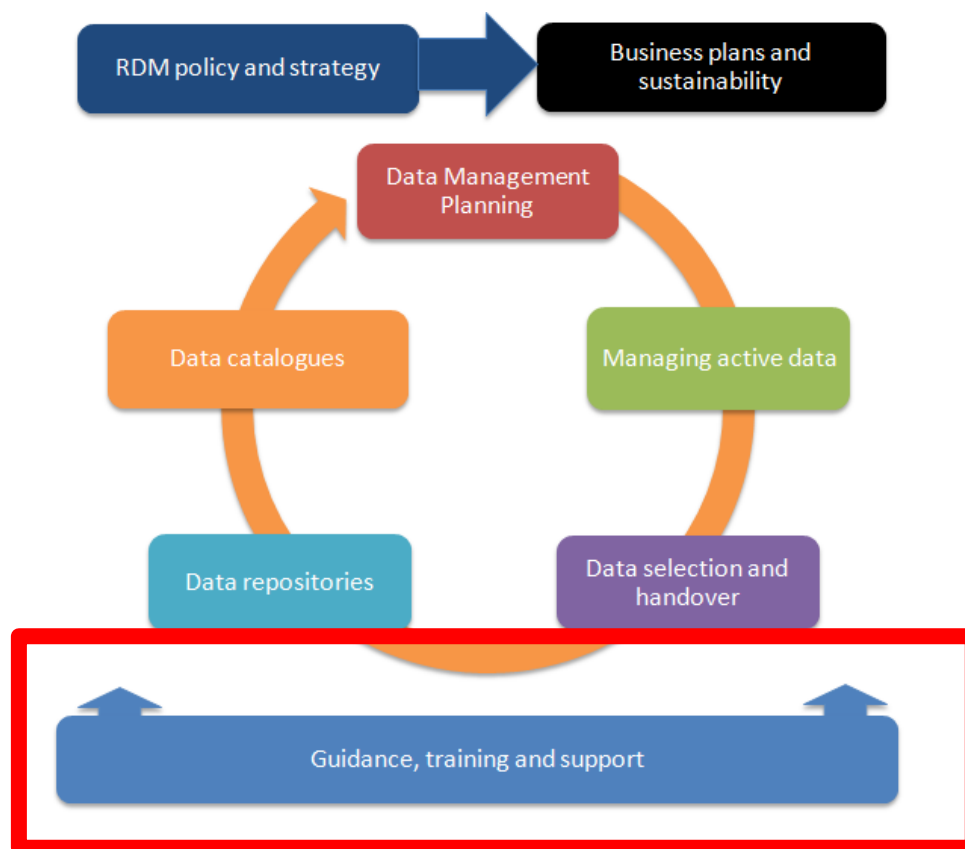 RDM policy and strategy
Business plans and
sustainability
Data Management
Planning
Data catalogues
Managing active data
Data repositories
Data selection and
handover
Guidance, training and support